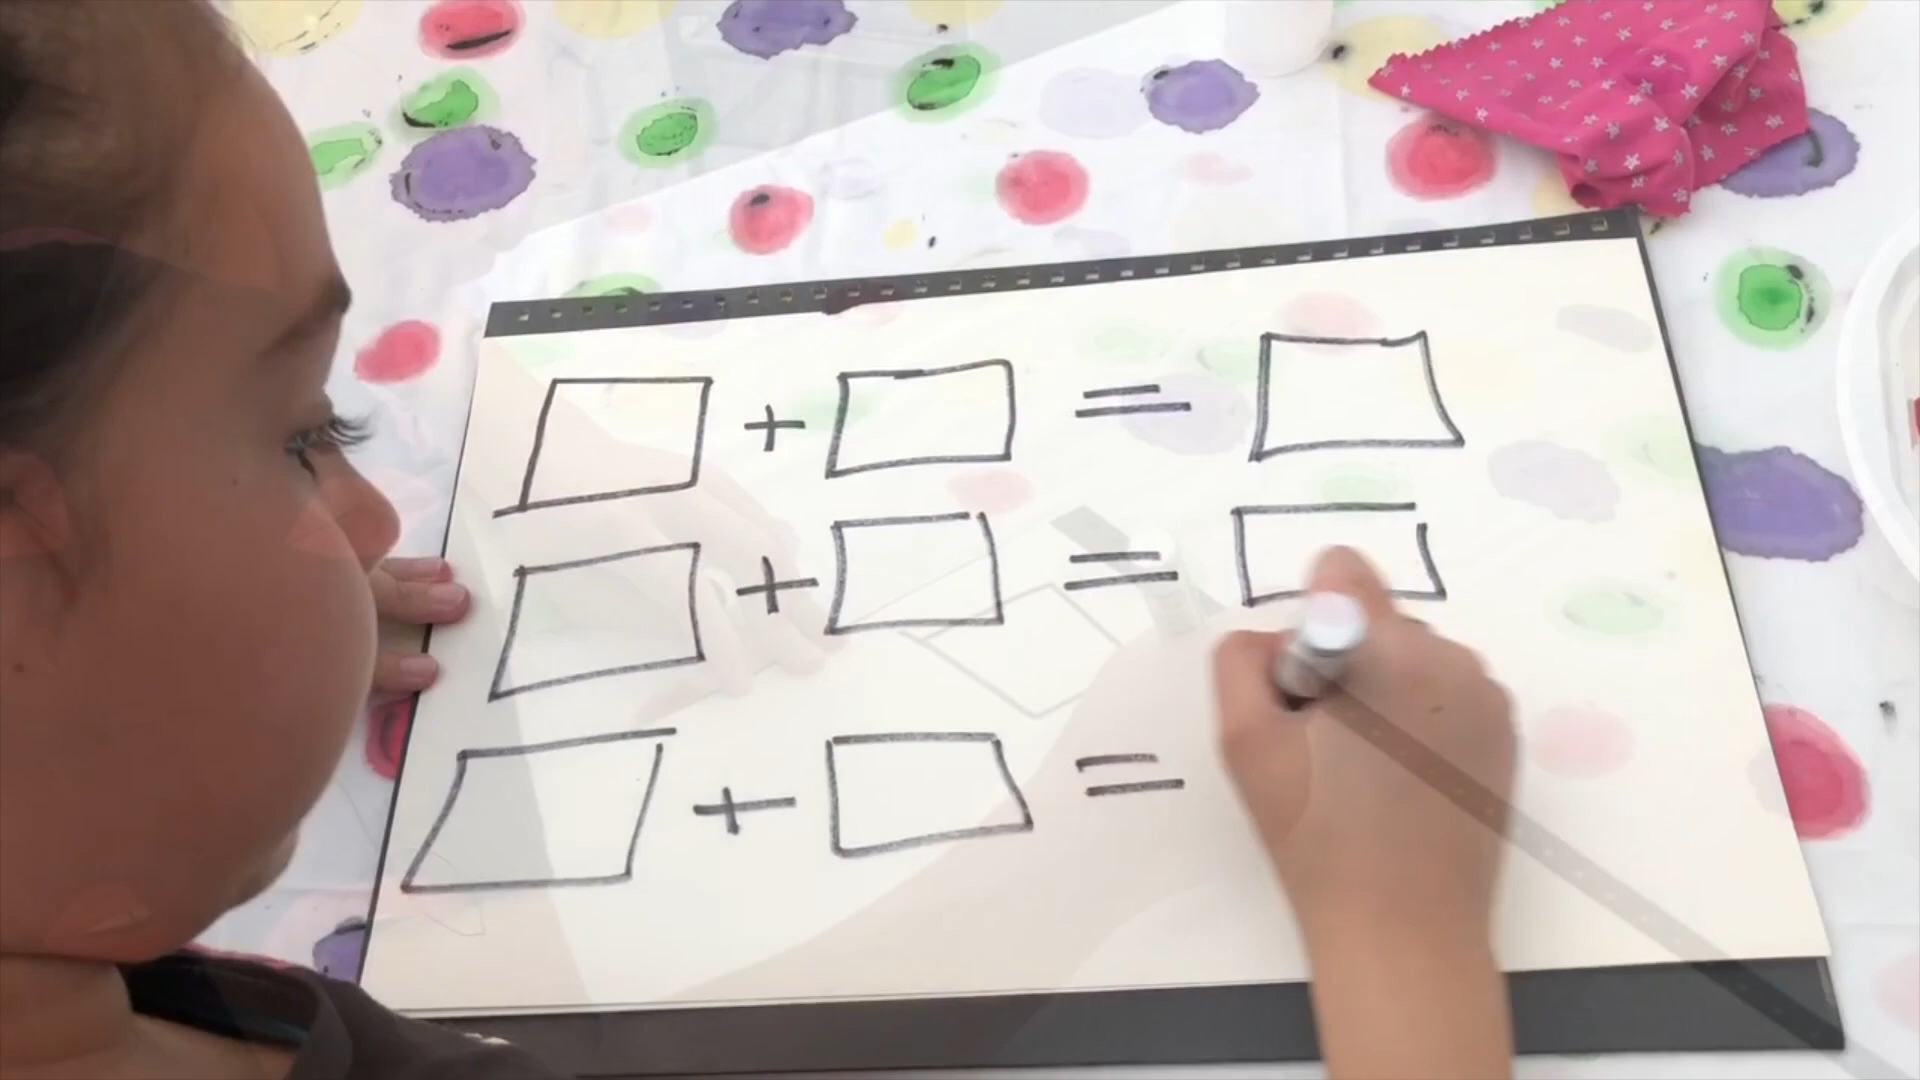 □ + □ = □
□ + □ = □
□ + □ =